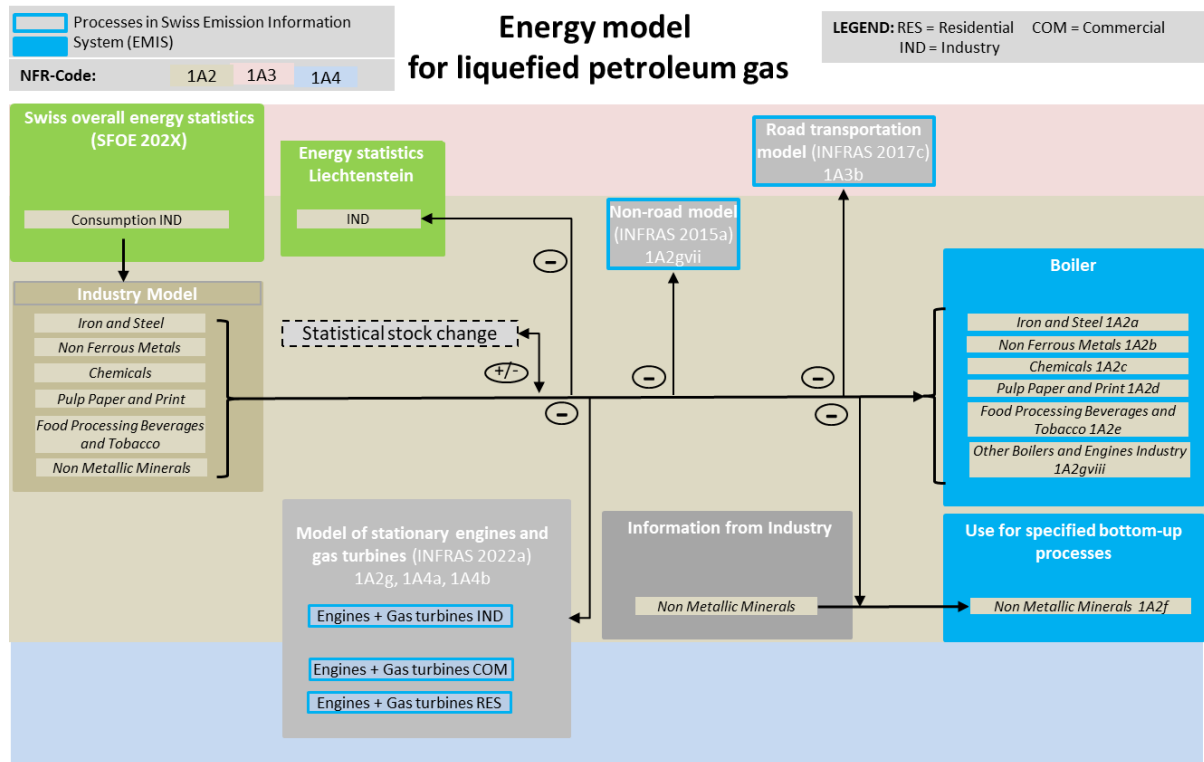 Processes in Swiss Emission Information
System (EMIS)
NFR-Code:
1A2
1A3
1A4
Energy model
for liquefied petroleum gas
LEGEND: RES = Residential COM = Commercial
IND = Industry
Swiss overall energy statistics
(SFOE 202X)
Consumption IND
Energy statistics
Liechtenstein
IND
Non-road model
(INFRAS 2015a)
1A2gvii
Road transportation
model (INFRAS 2017c)
1A3b
Industry Model
Iron and Steel
Non Ferrous Metals
Chemicals
Pulp Paper and Print
Food Processing Beverages
and Tobacco
Non Metallic Minerals
Statistical stock change
+/-
-
-
-
-
-
Boiler
Iron and Steel 1A2a
Non Ferrous Metals 1A2b
Chemicals 1A2c
Pulp Paper and Print 1A2d
Food Processing Beverages and
Tobacco 1A2e
Other Boilers and Engines Industry
1A2gviii
Model of stationary engines and
gas turbines (INFRAS 2022a)
1A2g, 1A4a, 1A4b
Engines + Gas turbines IND
Engines + Gas turbines COM
Engines + Gas turbines RES
Information from Industry
Non Metallic Minerals
Use for specified bottom-up
processes
Non Metallic Minerals 1A2f